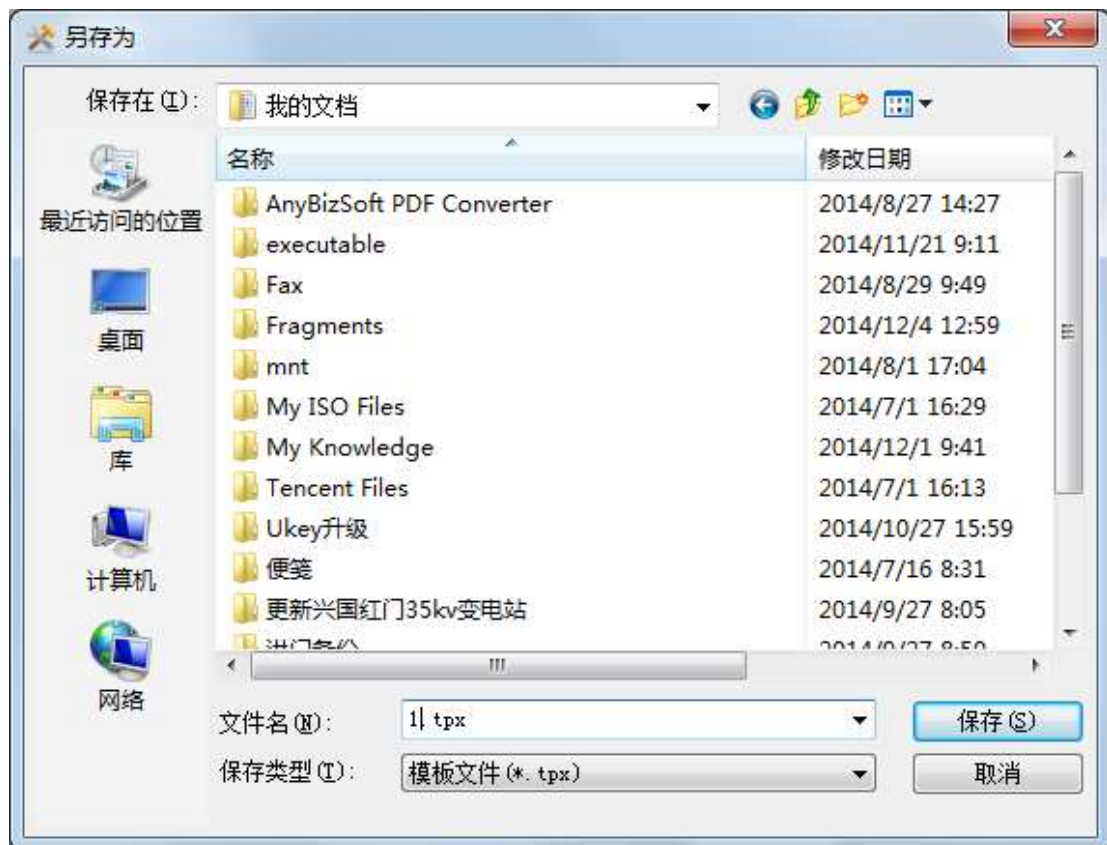 另存为
保存在(I):
我的文档
名称
修改日期
最近访问的位置
桌面
库
计算机
网络
AnyBizSoft PDF Converter 2014/8/27 14:27
executable 2014/11/21 9:11
Fax 2014/8/29 9:49
Fragments 2014/12/4 12:59
mnt 2014/8/1 17:04
My ISO Files 2014/7/1 16:29
My Knowledge 2014/12/1 9:41
Tencent Files 2014/7/1 16:13
Ukey升级 2014/10/27 15:59
便笺 2014/7/16 8:31
更新兴国红门35kv变电站 2014/9/27 8:05
文件名(N): 1.tpx 保存(S)
保存类型(T): 模板文件(*.tpx) 取消